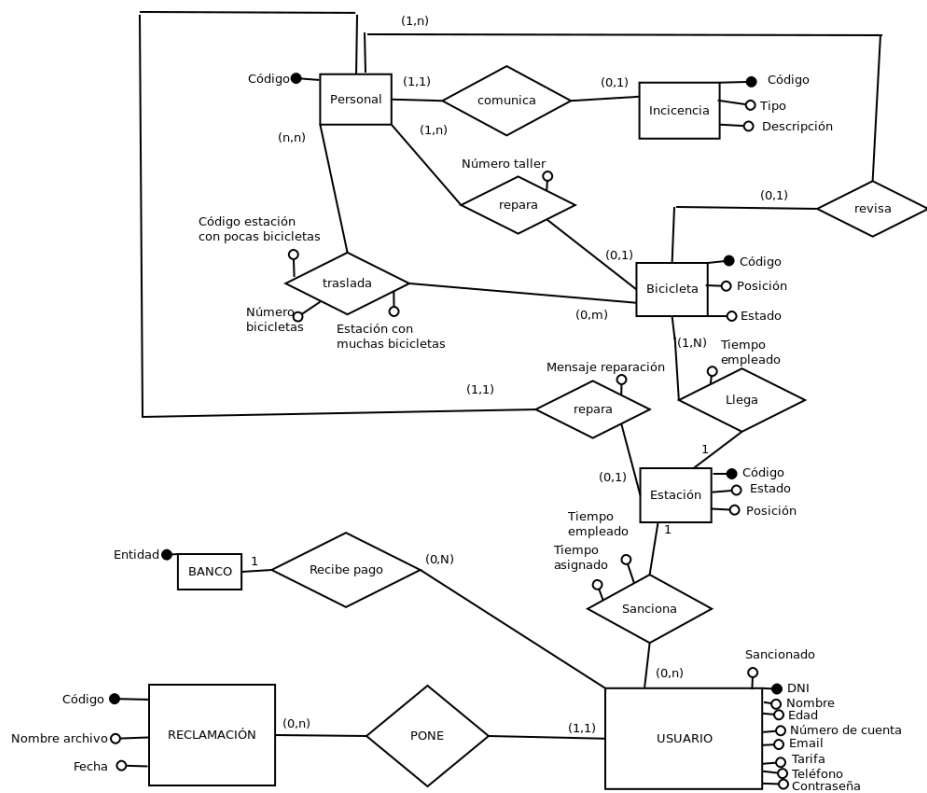 (1,n)
Código
Personal
(1,1)
comunica
(0,1)
Incicencia
Código
Tipo
Descripción
(n,n)
(1,n)
Número taller
repara
(0,1)
revisa
Código estación
con pocas bicicletas
traslada
(0,1)
Bicicleta
Código
Posición
Estado
Número
bicicletas
Estación con
muchas bicicletas
(0,m)
(1,N)
Tiempo
empleado
Mensaje reparación
(1,1)
repara
Llega
1
(0,1)
Estación
Código
Estado
Posición
Tiempo
empleado
1
Tiempo
asignado
Entidad
BANCO
1
Recibe pago
(0,N)
Sanciona
Sancionado
(0,n)
DNI
Nombre
Edad
Número de cuenta
Email
Tarifa
Teléfono
Contraseña
Código
Nombre archivo
Fecha
RECLAMACIÓN
(0,n)
PONE
(1,1)
USUARIO